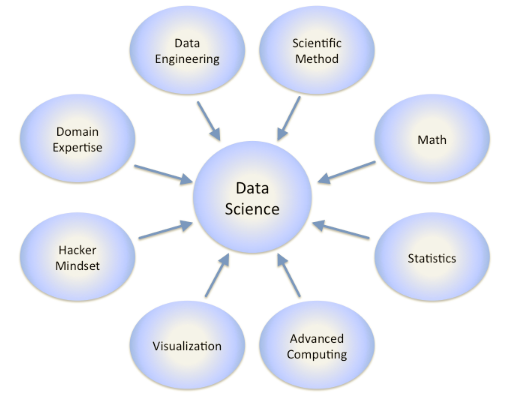 Data
Engineering
Scientific
Method
Domain
Expertise
Math
Data
Science
Hacker
Mindset
Statistics
Visualization
Advanced
Computing